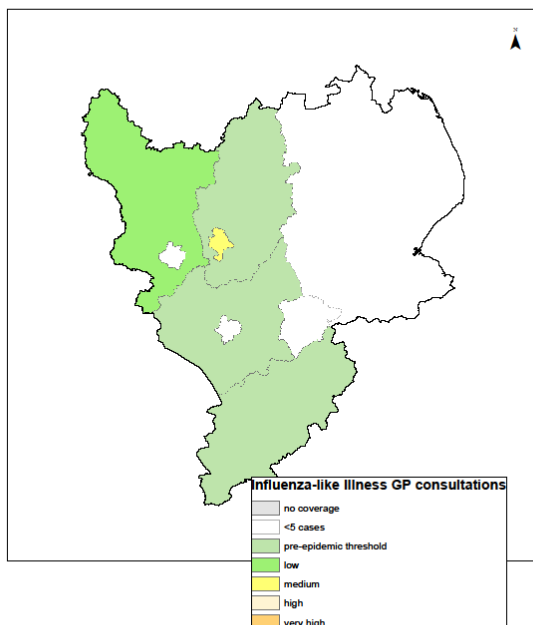 Influenza-like Illness GP consultations
no coverage
<5 cases
pre-epidemic threshold
low
medium
high
very high